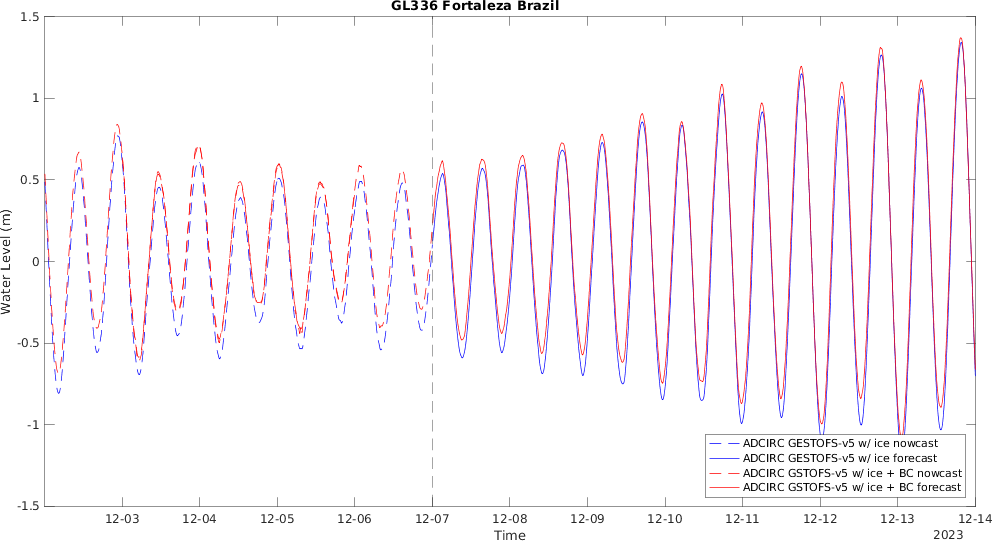 GL336 Fortaleza Brazil
1.5
1
0.5
0
-0.5
-1
-1.5
Water Level (m)
12-03
12-04
12-05
12-06
12-07
12-08
12-09
12-10
12-11
12-12
12-13
12-14
2023
Time
ADCIRC GESTOFS-v5 w/ ice nowcast
ADCIRC GESTOFS-v5 w/ ice forecast
ADCIRC GSTOFS-v5 w/ ice + BC nowcast
ADCIRC GSTOFS-v5 w/ ice + BC forecast